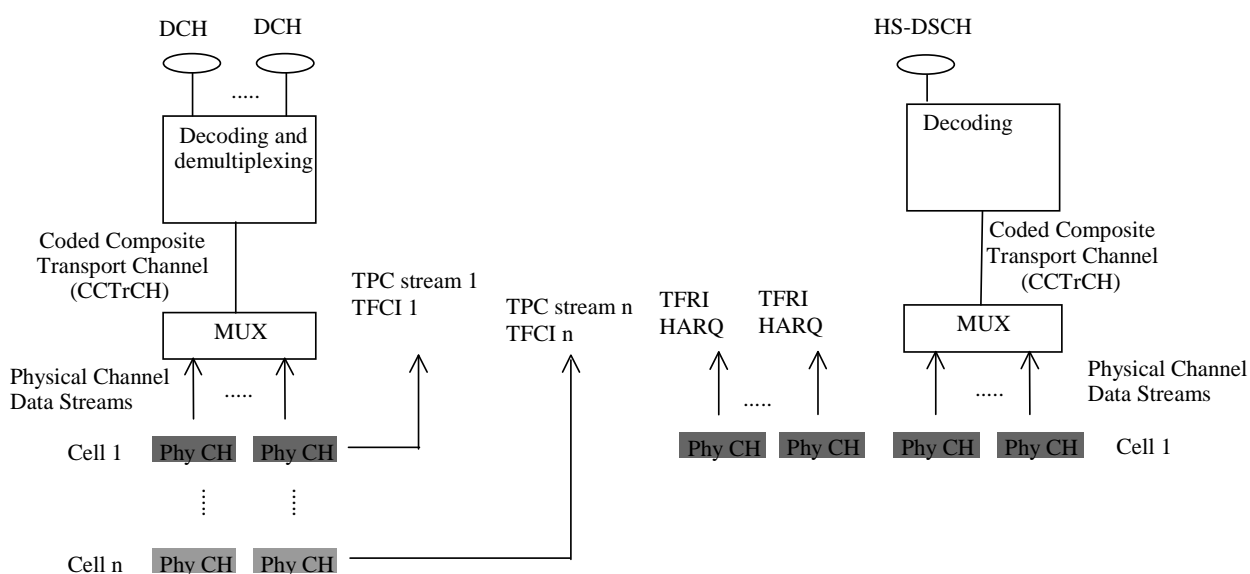 DCH DCH
HS-DSCH
.....
Decoding and
demultiplexing
Decoding
Coded Composite
Transport Channel
(CCTrCH)
Coded Composite
Transport Channel
(CCTrCH)
TPC stream 1
TFCI 1
TPC stream n
TFCI n
TFRI
HARQ
TFRI
HARQ
MUX
MUX
Physical Channel
Data Streams
.....
.....
.....
Physical Channel
Data Streams
Cell 1 Phy CH Phy CH
Phy CH Phy CH Phy CH Phy CH Cell 1
Cell n Phy CH Phy CH